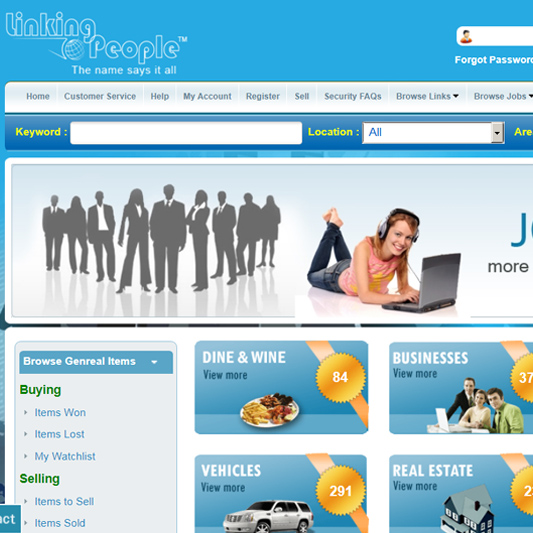 Linking
People™
The name says it all
Forgot Password
Home Customer Service Help My Account Register Sell Security FAQs Browse Links Browse Jobs
Keyword : Location : All Are
J
more
Browse Genreal Items
Buying
Items Won
Items Lost
My Watchlist
Selling
Items to Sell
Items Sold
act
DINE & WINE
View more
84
BUSINESSES
View more
37
VEHICLES
View more
291
REAL ESTATE
View more
2